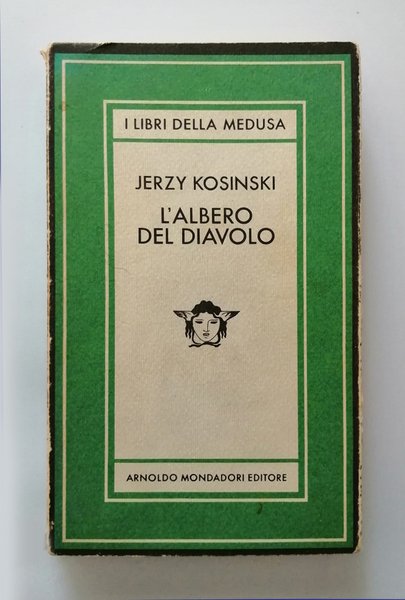 I LIBRI DELLA MEDUSA
JERZY KOSINSKI
L'ALBERO
DEL DIAVOLO
ARNOLDO MONDADORI EDITORE